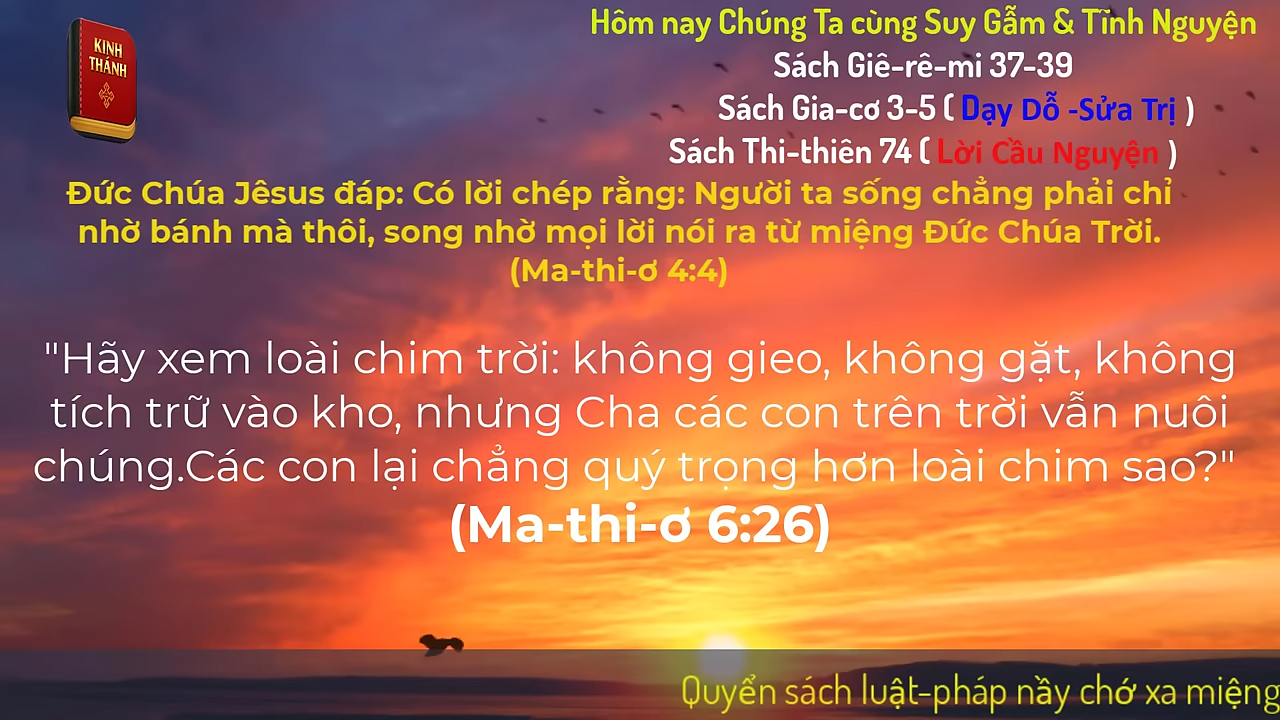 KINH
THÁNH
Hôm nay Chúng Ta cùng Suy Gẫm & Tĩnh Nguyện
Sách Giê-rê-mi 37-39
Sách Gia-cơ 3-5 ( Dạy Dỗ -Sửa Trị )
Sách Thi-thiên 74 ( Lời Cầu Nguyện )
Đức Chúa Jêsus đáp: Có lời chép rằng: Người ta sống chẳng phải chỉ
nhờ bánh mà thôi, song nhờ mọi lời nói ra từ miệng Đức Chúa Trời.
(Ma-thi-ơ 4:4)
"Hãy xem loài chim trời: không gieo, không gặt, không
tích trữ vào kho, nhưng Cha các con trên trời vẫn nuôi
chúng.Các con lại chẳng quý trọng hơn loài chim sao?"
(Ma-thi-ơ 6:26)
Quyển sách luật-pháp nầy chớ xa miệng